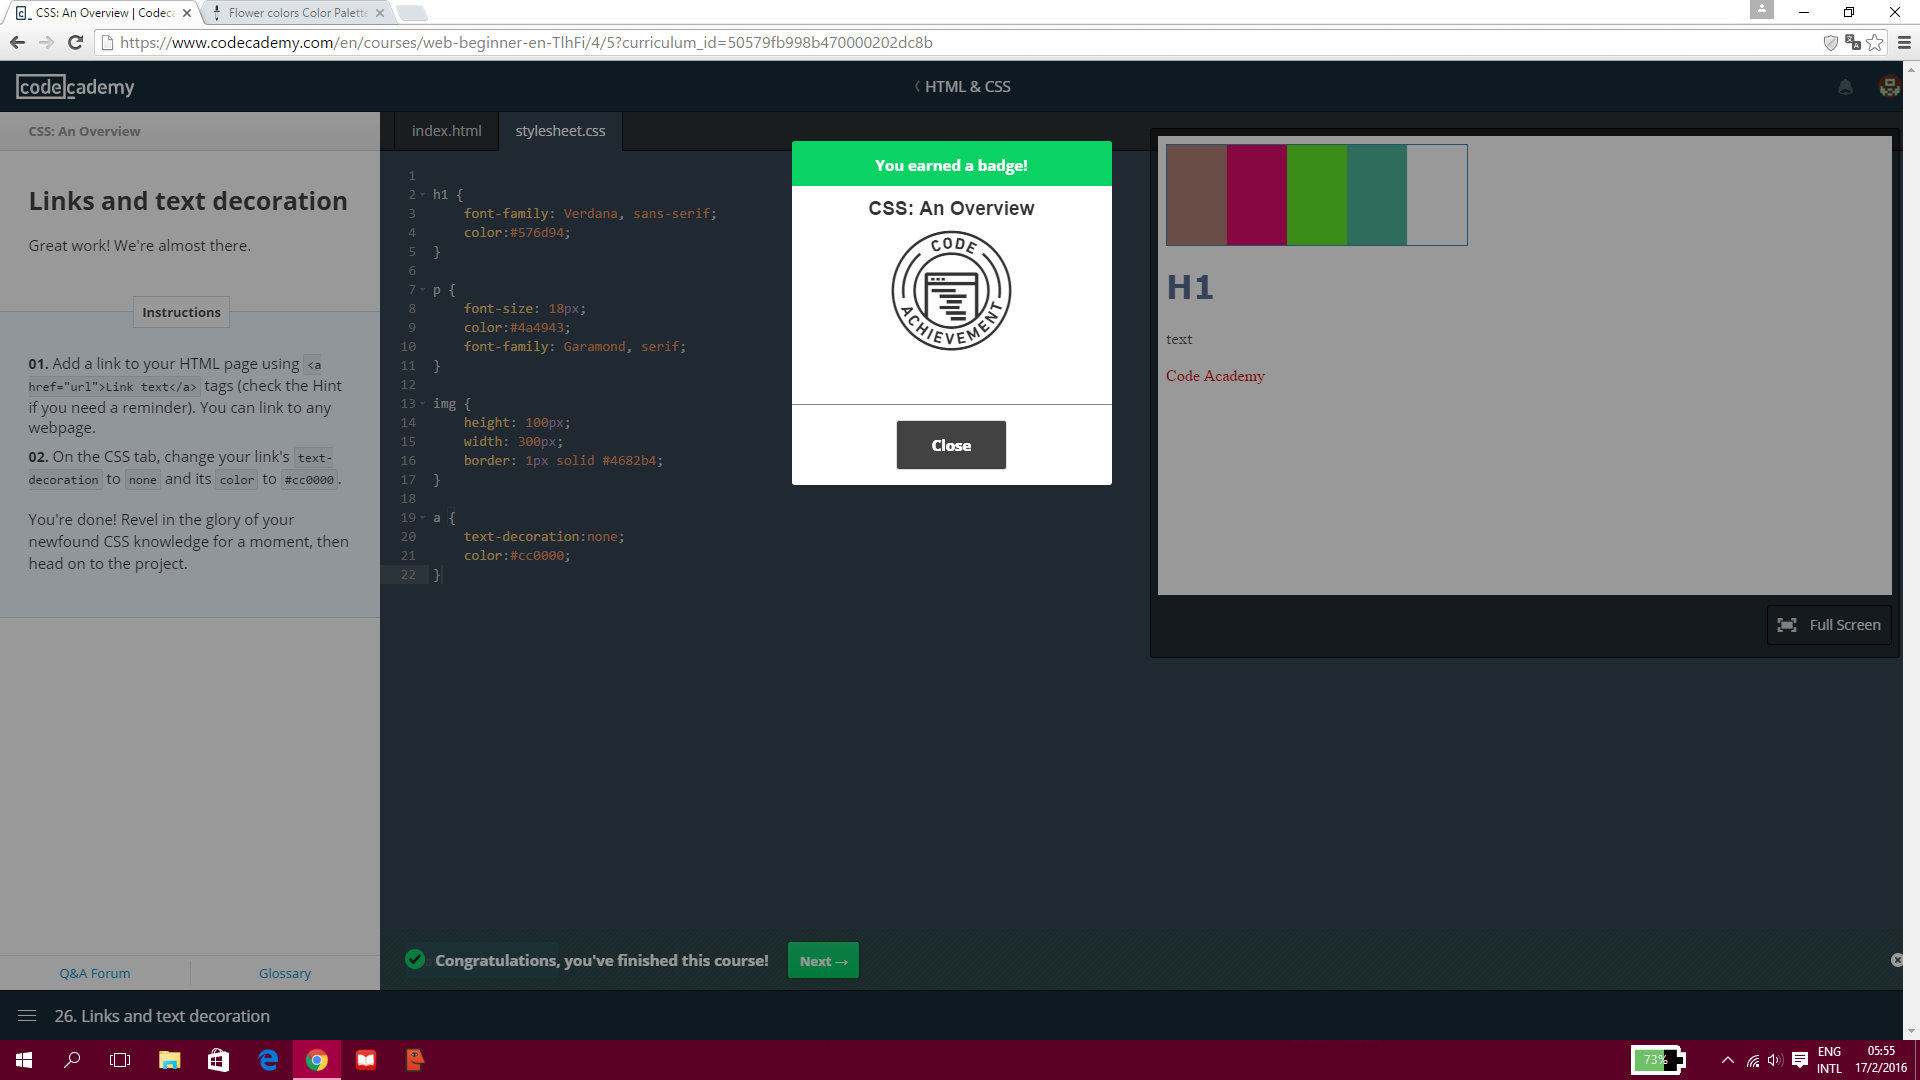 CSS: An Overview | Codeca
Flower colors Color Palette
https://www.codecademy.com/en/courses/web-beginner-en-TlhFi/4/5?curriculum_id=50579fb998b470000202dc8b
codecademy
HTML & CSS
CSS: An Overview
Links and text decoration
Great work! We're almost there.
Instructions
01. Add a link to your HTML page using <a
href="url">Link text</a> tags (check the Hint
if you need a reminder). You can link to any
webpage.
02. On the CSS tab, change your link's text-
decoration to none and its color to #cc0000.
You're done! Revel in the glory of your
newfound CSS knowledge for a moment, then
head on to the project.
Q&A Forum
Glossary
index.html
stylesheet.css
1
2 h1 {
3 font-family: Verdana, sans-serif;
4 color:#576d94;
5 }
6
7 p {
8 font-size: 18px;
9 color:#4a4943;
10 font-family: Garamond, serif;
11 }
12
13 img {
14 height: 100px;
15 width: 300px;
16 border: 1px solid #4682b4;
17 }
18
19 a {
20 text-decoration:none;
21 color:#cc0000;
22 }
You earned a badge!
CSS: An Overview
CODE
ACHIEVEMENT
Close
H1
text
Code Academy
Full Screen
Congratulations, you've finished this course!
Next →
26. Links and text decoration
73%
ENG
INTL
05:55
17/2/2016